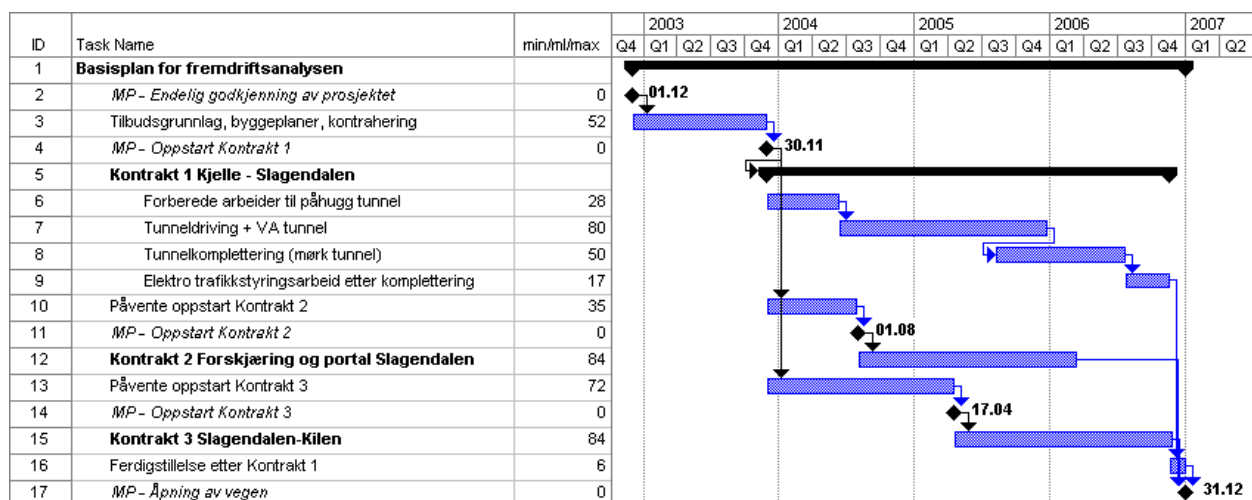 2003 2004 2005 2006 2007
ID Task Name min/ml/max Q4 Q1 Q2 Q3 Q4 Q1 Q2 Q3 Q4 Q1 Q2 Q3 Q4 Q1 Q2 Q3 Q4 Q1 Q2
1 Basisplan for fremdriftsanalysen
2 MP - Endelig godkjenning av prosjektet 0 01.12
3 Tilbudsgrunnlag, byggeplaner, kontrahering 52
4 MP - Oppstart Kontrakt 1 0 30.11
5 Kontrakt 1 Kjelle - Slagendalen
6 Forberede arbeider til påhugg tunnel 28
7 Tunneldriving + VA tunnel 80
8 Tunnelkomplettering (mørk tunnel) 50
9 Elektro trafikkstyringsarbeid etter komplettering 17
10 Påvente oppstart Kontrakt 2 35
11 MP - Oppstart Kontrakt 2 0 01.08
12 Kontrakt 2 Forskjæring og portal Slagendalen 84
13 Påvente oppstart Kontrakt 3 72
14 MP - Oppstart Kontrakt 3 0 17.04
15 Kontrakt 3 Slagendalen-Kilen 84
16 Ferdigstillelse etter Kontrakt 1 6
17 MP - Åpning av vegen 0 31.12